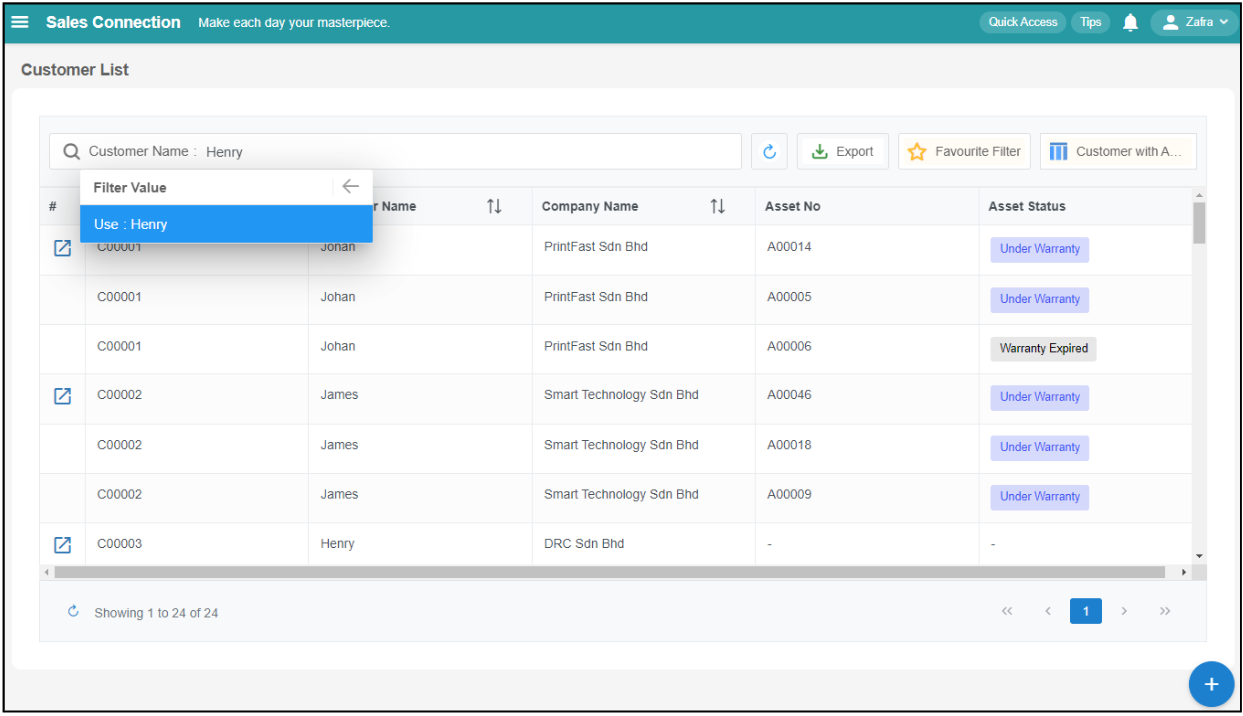 Sales Connection Make each day your masterpiece. Quick Access Tips Zafra
Customer List
Customer Name : Henry Export Favourite Filter Customer with A...
Filter Value
Use : Henry
# r Name Company Name Asset No Asset Status
C00001 Johan PrintFast Sdn Bhd A00014 Under Warranty
C00001 Johan PrintFast Sdn Bhd A00005 Under Warranty
C00001 Johan PrintFast Sdn Bhd A00006 Warranty Expired
C00002 James Smart Technology Sdn Bhd A00046 Under Warranty
C00002 James Smart Technology Sdn Bhd A00018 Under Warranty
C00002 James Smart Technology Sdn Bhd A00009 Under Warranty
C00003 Henry DRC Sdn Bhd - -
Showing 1 to 24 of 24 << < 1 > >>
+